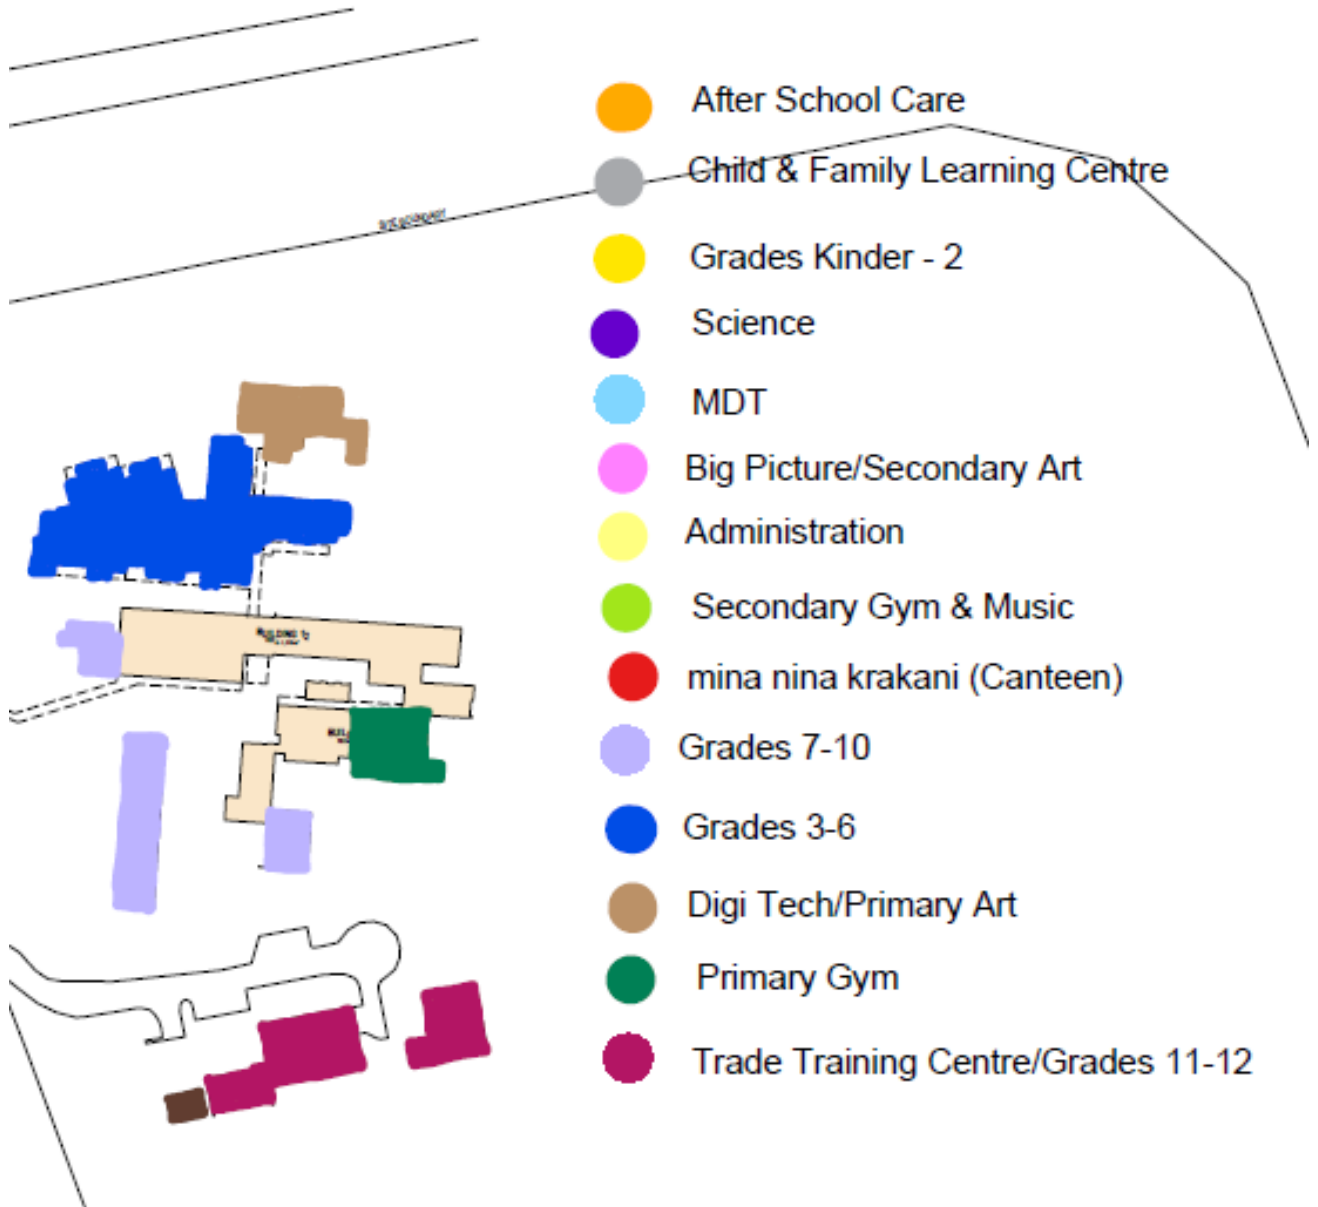 After School Care
Child & Family Learning Centre
Grades Kinder - 2
Science
MDT
Big Picture/Secondary Art
Administration
Secondary Gym & Music
mina nina krakani (Canteen)
Grades 7-10
Grades 3-6
Digi Tech/Primary Art
Primary Gym
Trade Training Centre/Grades 11-12
BUILDING